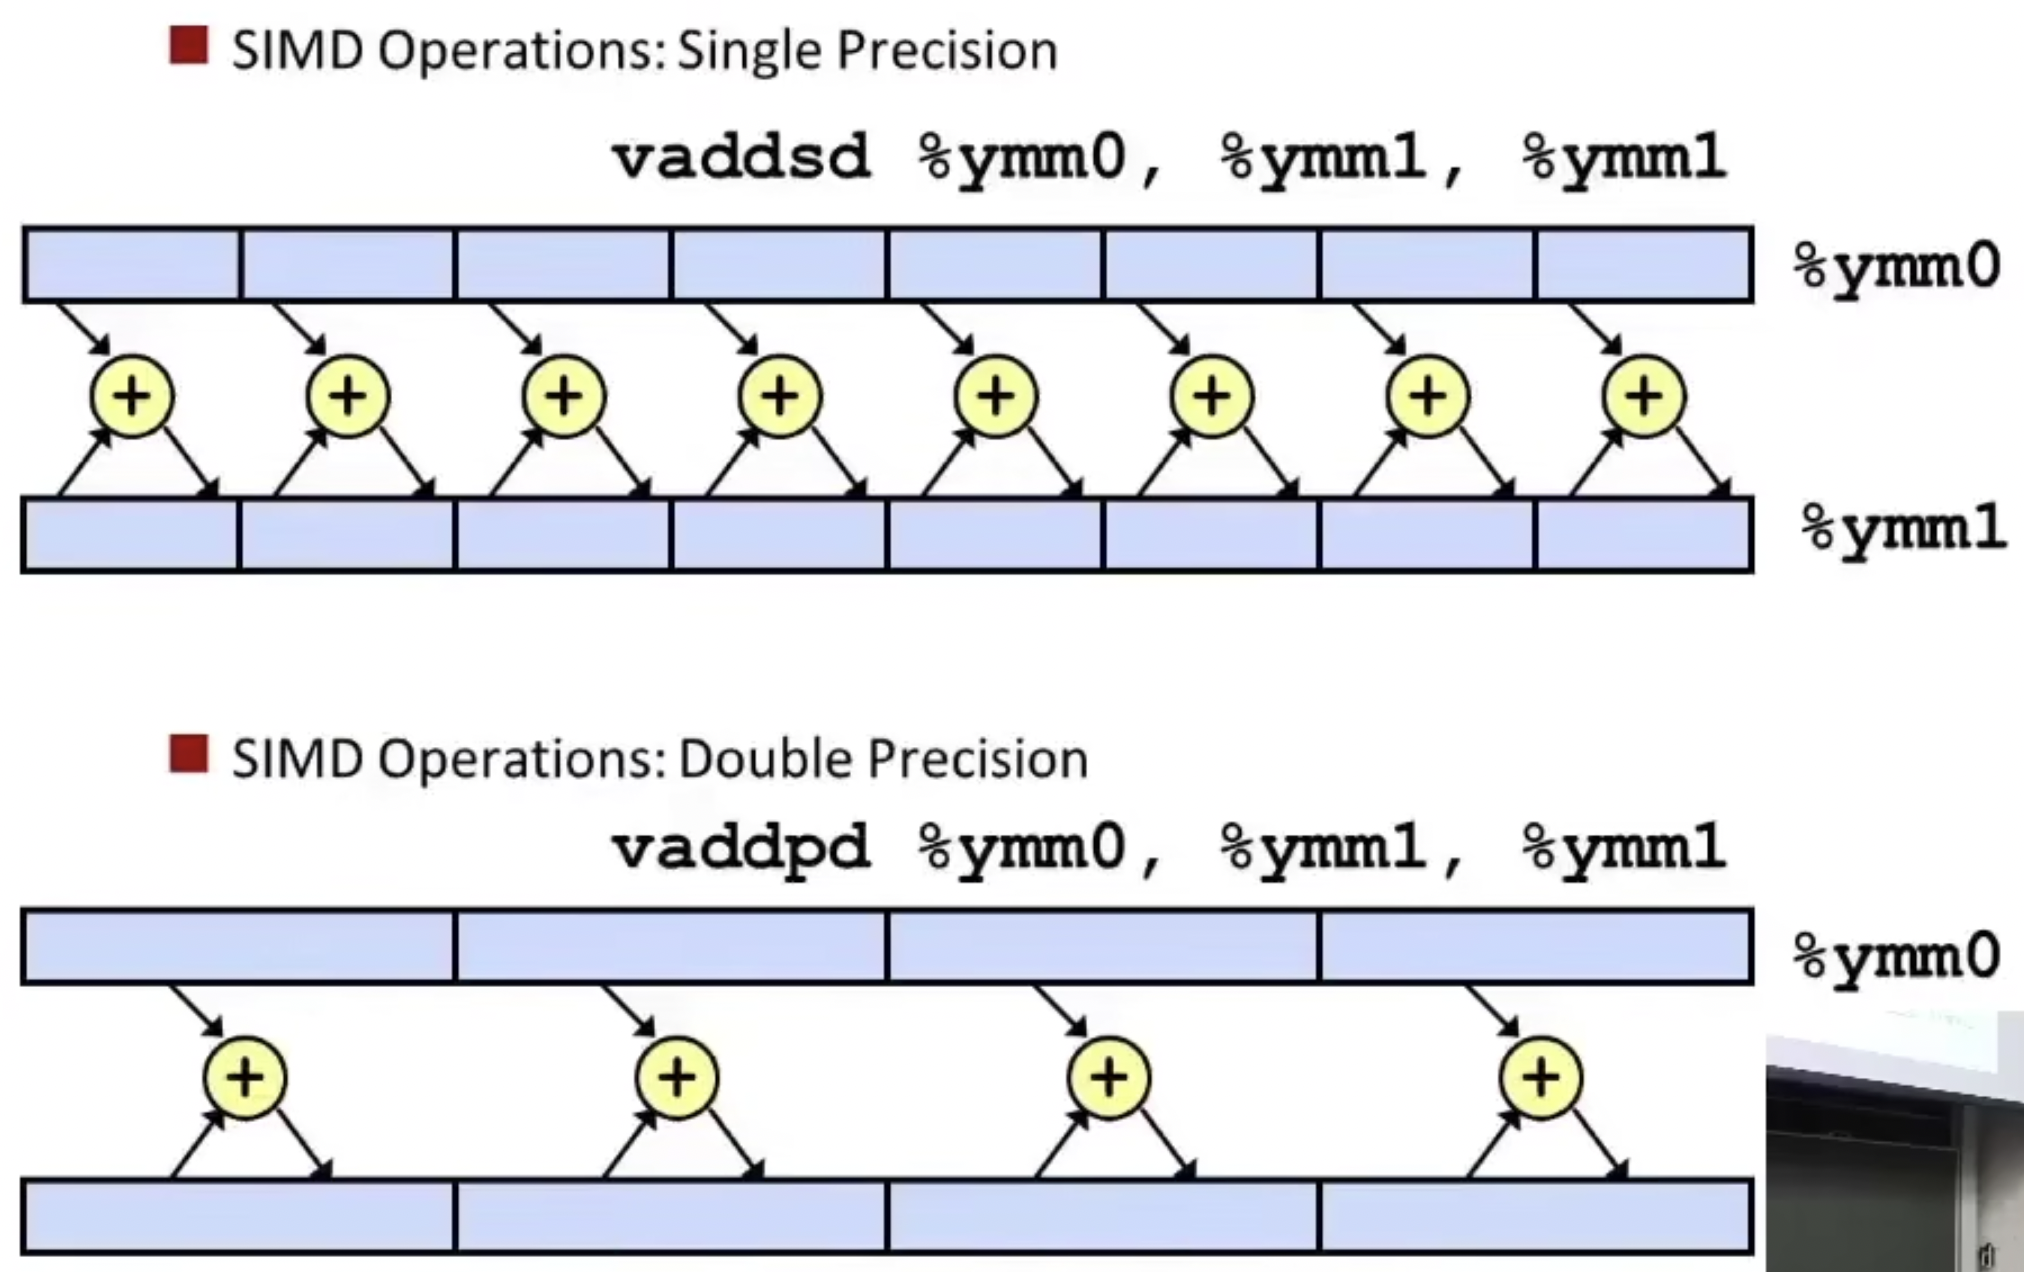 SIMD Operations: Single Precision
vaddsd %ymm0, %ymm1, %ymm1
%ymm0
+ + + + + + + +
%ymm1
SIMD Operations: Double Precision
vaddpd %ymm0, %ymm1, %ymm1
%ymm0
+ + + +